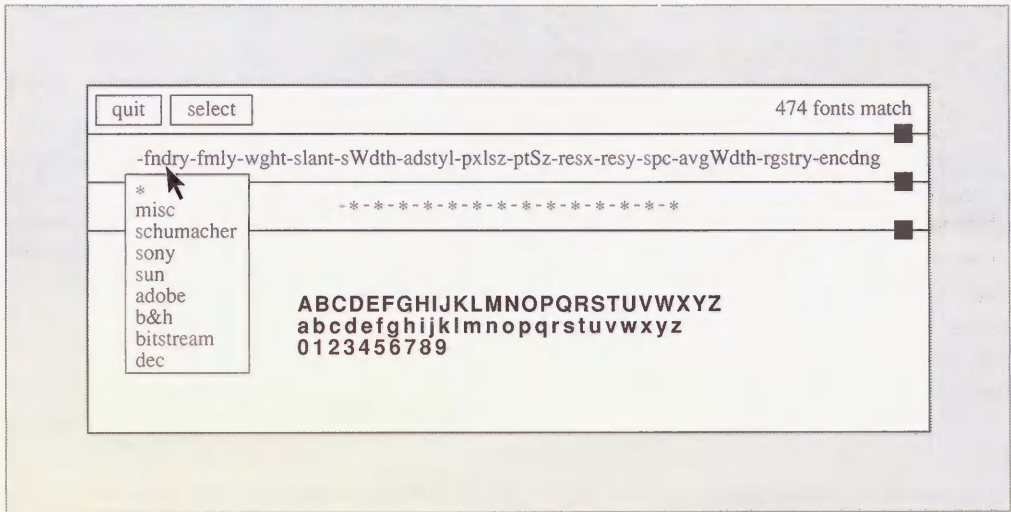 quit select 474 fonts match
-fndry-fmly-wght-slant-sWdth-adstyl-pxlsz-ptSz-resx-resy-spc-avgWdth-rgstry-encdng
*
misc
schumacher
sony
sun
adobe
b&h
bitstream
dec
-*-*-*-*-*-*-*-*-*-*-*-*-*-*
ABCDEFGHIJKLMNOPQRSTUVWXYZ
abcdefghijklmnopqrstuvwxyz
0123456789